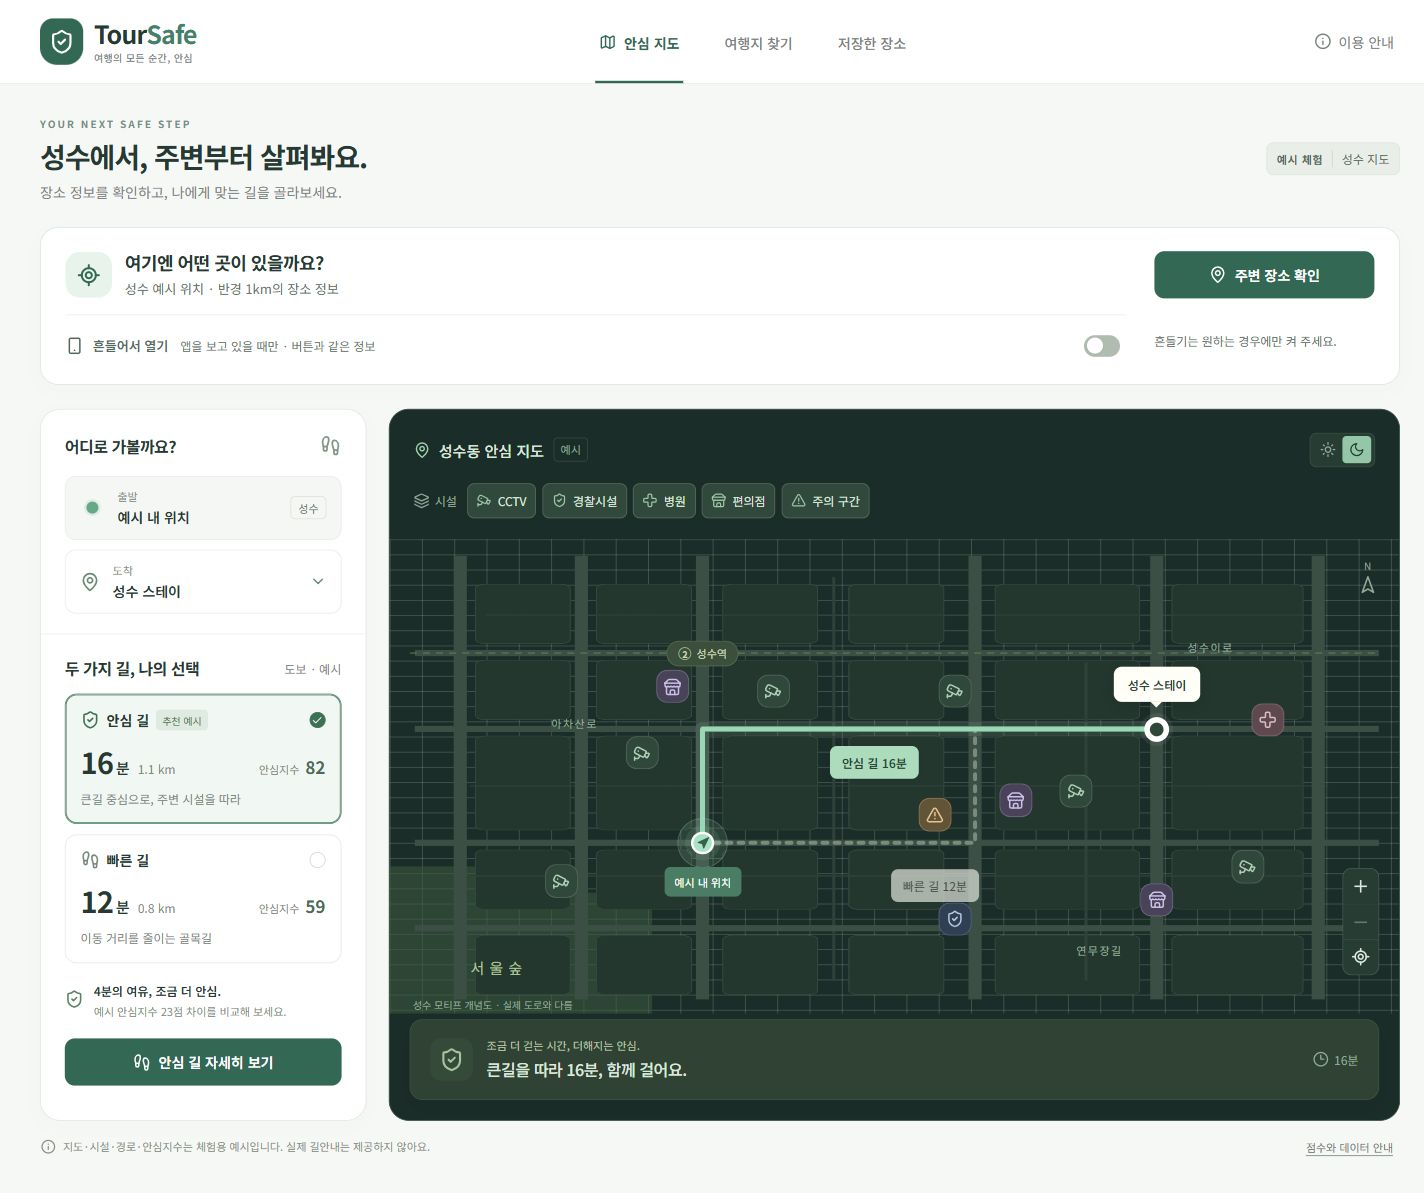 TourSafe
여행의 모든 순간, 안심
안심 지도
여행지 찾기
저장한 장소
이용 안내
YOUR NEXT SAFE STEP
성수에서, 주변부터 살펴봐요.
장소 정보를 확인하고, 나에게 맞는 길을 골라보세요.
예시 체험
성수 지도
여기엔 어떤 곳이 있을까요?
성수 예시 위치 · 반경 1km의 장소 정보
주변 장소 확인
흔들어서 열기
앱을 보고 있을 때만 · 버튼과 같은 정보
흔들기는 원하는 경우에만 켜 주세요.
어디로 가볼까요?
출발
예시 내 위치
성수
도착
성수 스테이
두 가지 길, 나의 선택
도보 · 예시
안심 길
추천 예시
16분
1.1 km
안심지수 82
큰길 중심으로, 주변 시설을 따라
빠른 길
12분
0.8 km
안심지수 59
이동 거리를 줄이는 골목길
4분의 여유, 조금 더 안심.
예시 안심지수 23점 차이를 비교해 보세요.
안심 길 자세히 보기
성수동 안심 지도
예시
시설
CCTV
경찰시설
병원
편의점
주의 구간
N
성수이로
2 성수역
성수 스테이
아차산로
안심 길 16분
예시 내 위치
빠른 길 12분
연무장길
서울숲
성수 모티프 개념도 · 실제 도로와 다름
조금 더 걷는 시간, 더해지는 안심.
큰길을 따라 16분, 함께 걸어요.
16분
지도·시설·경로·안심지수는 체험용 예시입니다. 실제 길안내는 제공하지 않아요.
점수와 데이터 안내